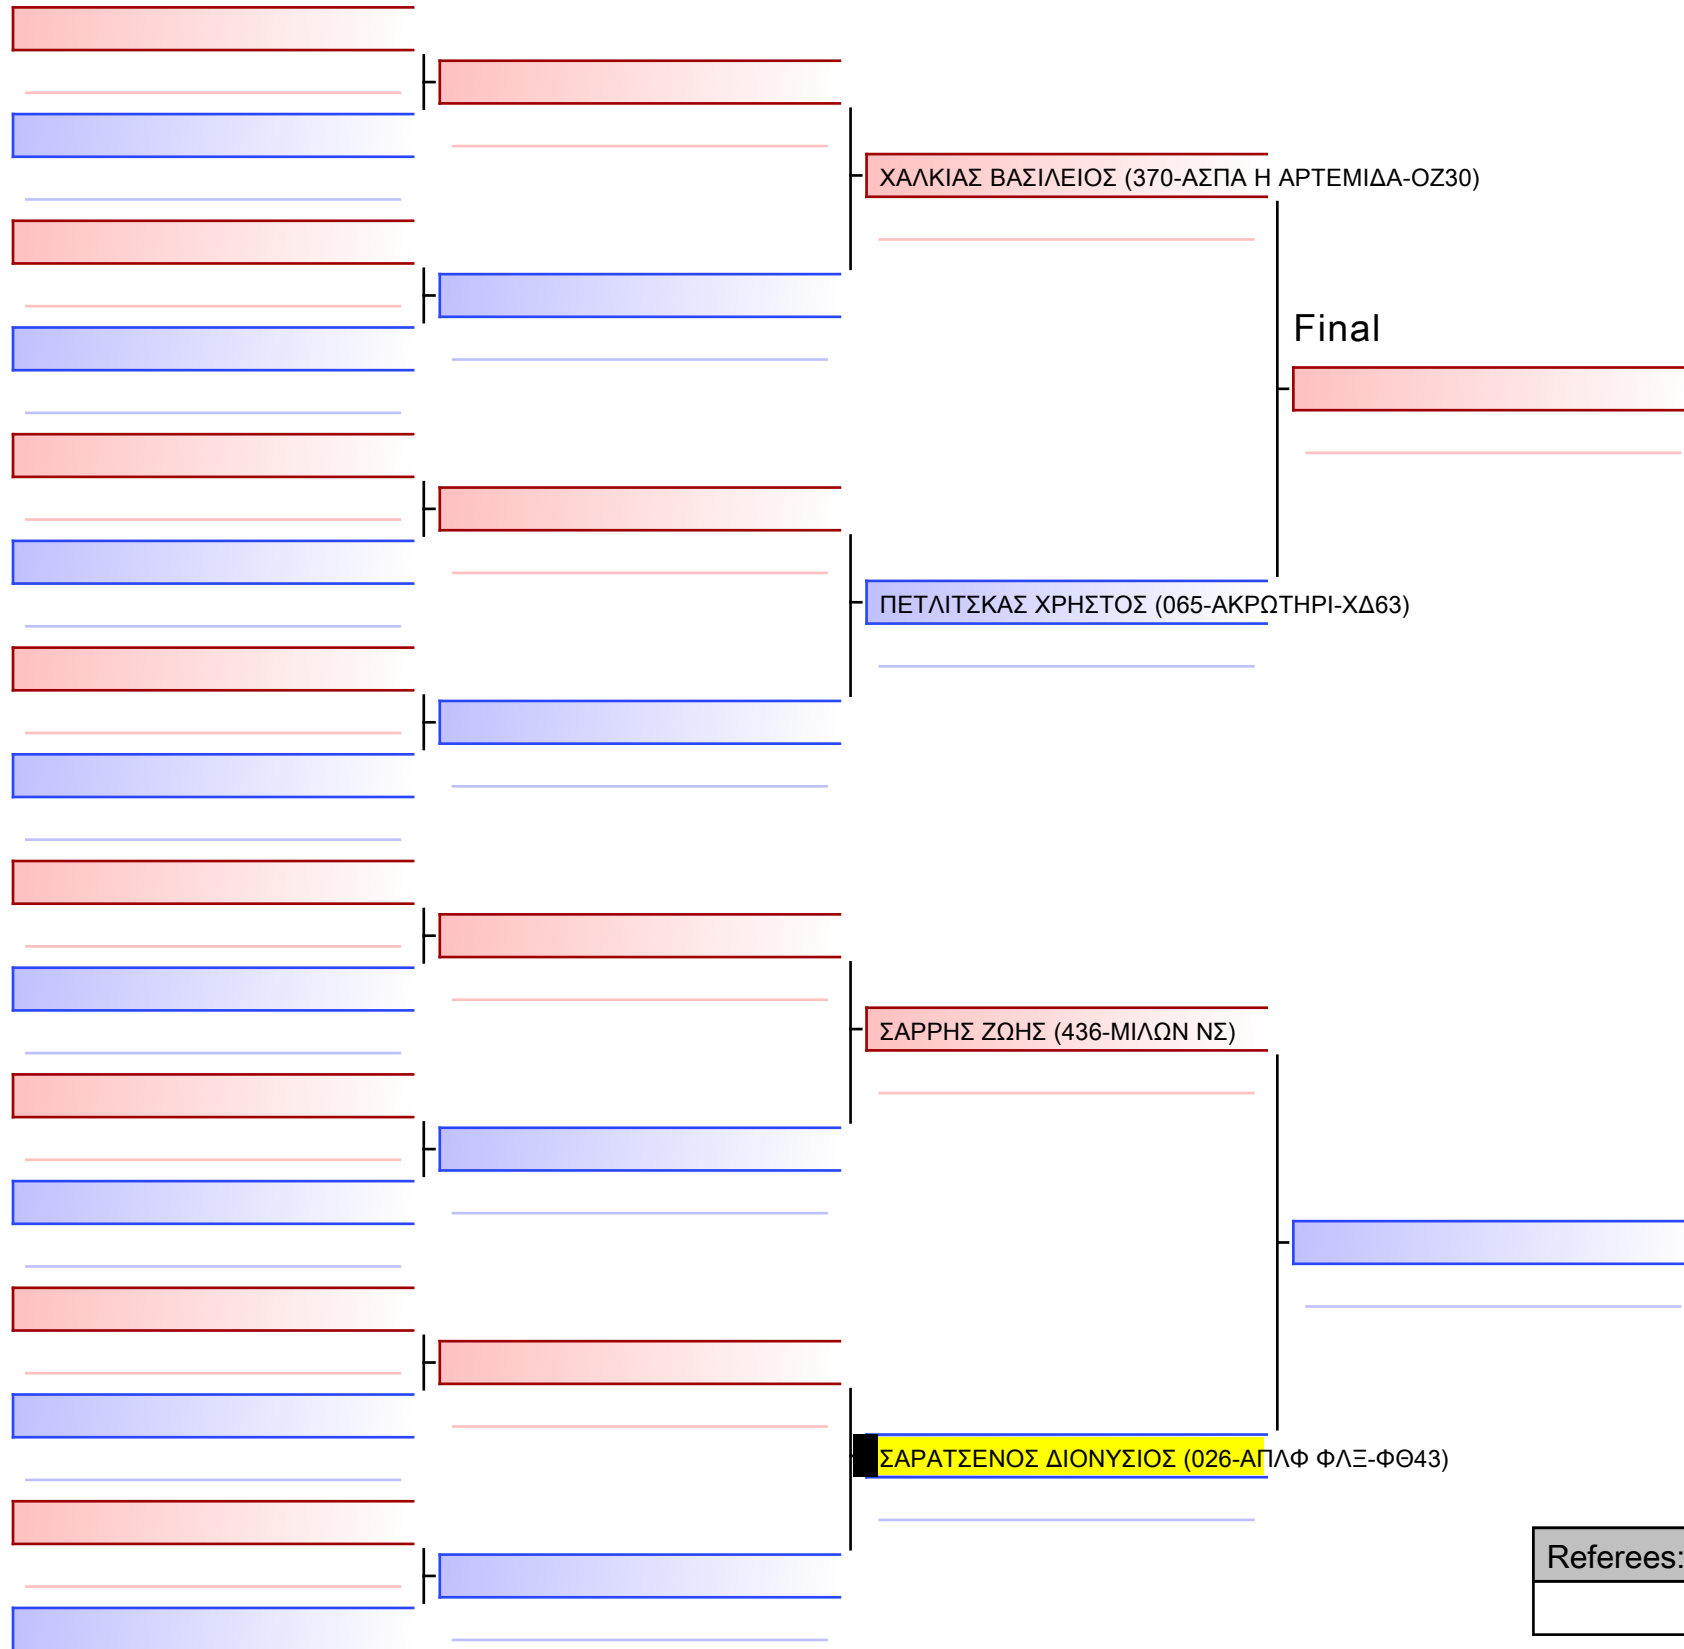 ΧΑΛΚΙΑΣ ΒΑΣΙΛΕΙΟΣ (370-ΑΣΠΑ Η ΑΡΤΕΜΙΔΑ-ΟΖ30)
Final
ΠΕΤΛΙΤΣΚΑΣ ΧΡΗΣΤΟΣ (065-ΑΚΡΩΤΗΡΙ-ΧΔ63)
ΣΑΡΡΗΣ ΖΩΗΣ (436-ΜΙΛΩΝ ΝΣ)
ΣΑΡΑΤΣΕΝΟΣ ΔΙΟΝΥΣΙΟΣ (026-ΑΠΛΦ ΦΛΞ-ΦΘ43)
Referees: